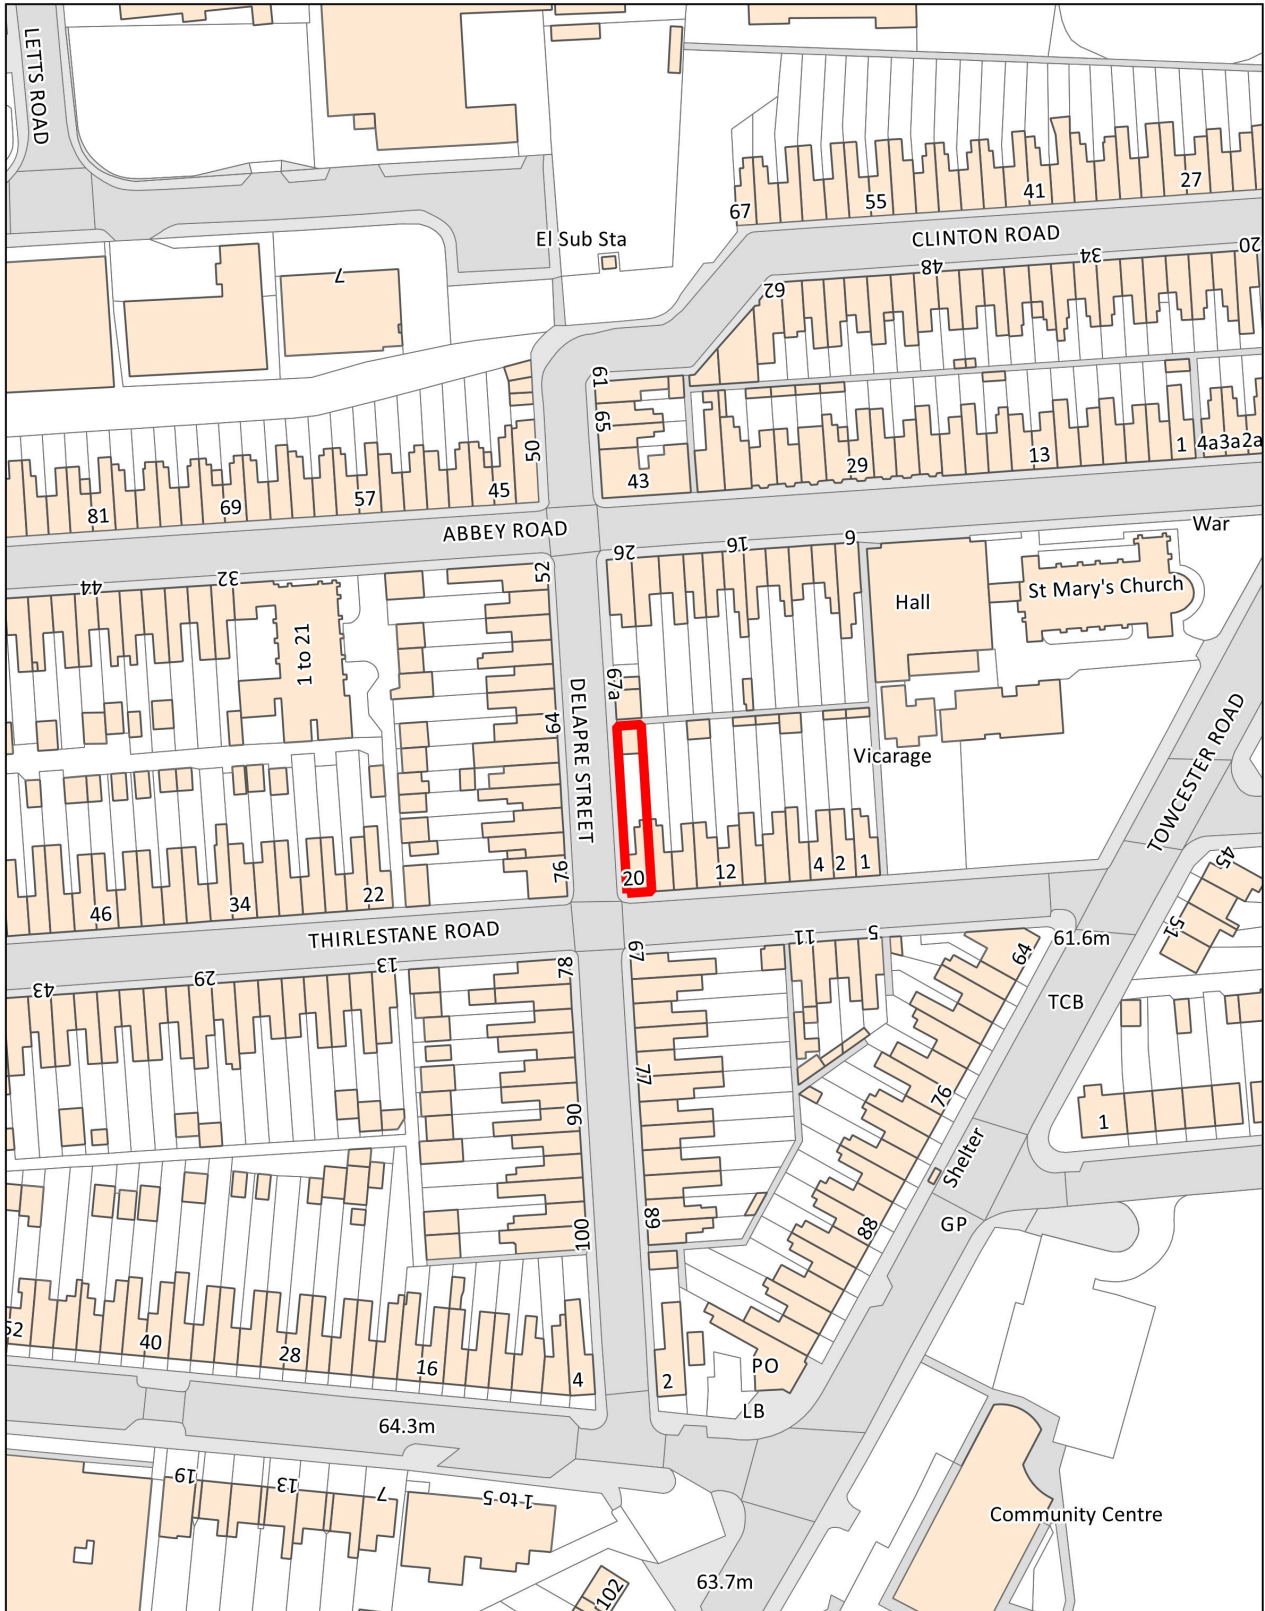 LETTS ROAD
67
55
41
27
El Sub Sta
CLINTON ROAD
20
34
48
62
7
61
65
43
50
29
13
1
4a
3a
2a
81
69
57
45
ABBEY ROAD
War
44
32
52
26
16
6
Hall
St Mary's Church
1 to 21
67a
64
DELAPRE STREET
Vicarage
TOWCESTER ROAD
46
34
22
76
20
12
4
2
1
45
51
THIRLESTANE ROAD
67
11
5
64
61.6m
43
29
13
78
TCB
77
90
76
1
Shelter
GP
88
89
100
52
40
28
16
4
2
PO
LB
64.3m
19
13
7
1 to 5
Community Centre
63.7m
102